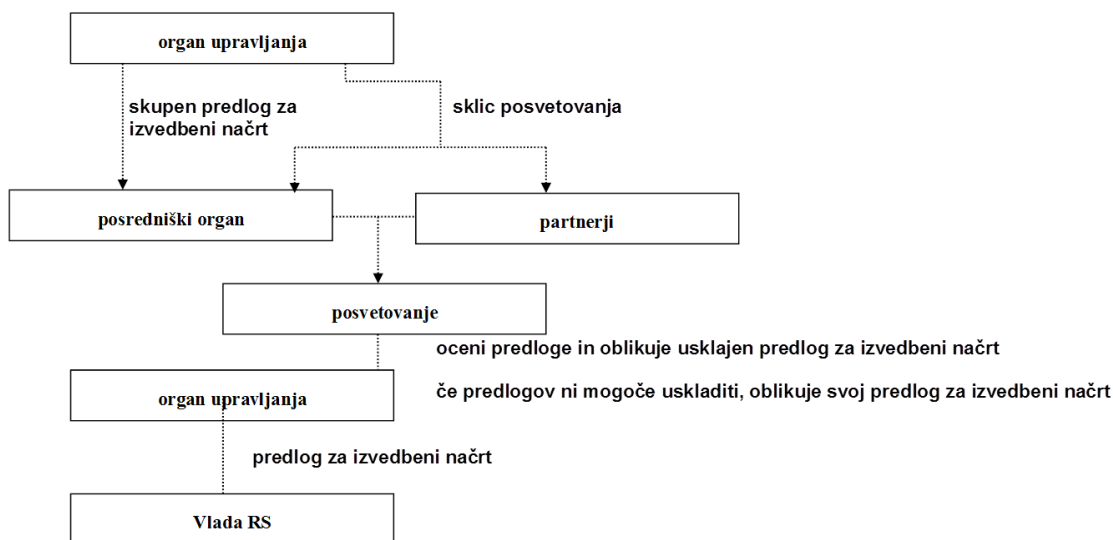 organ upravljanja
skupen predlog za
izvedbeni načrt
sklic posvetovanja
posredniški organ
partnerji
posvetovanje
oceni predloge in oblikuje usklajen predlog za izvedbeni načrt
organ upravljanja
če predlogov ni mogoče uskladiti, oblikuje svoj predlog za izvedbeni načrt
predlog za izvedbeni načrt
Vlada RS